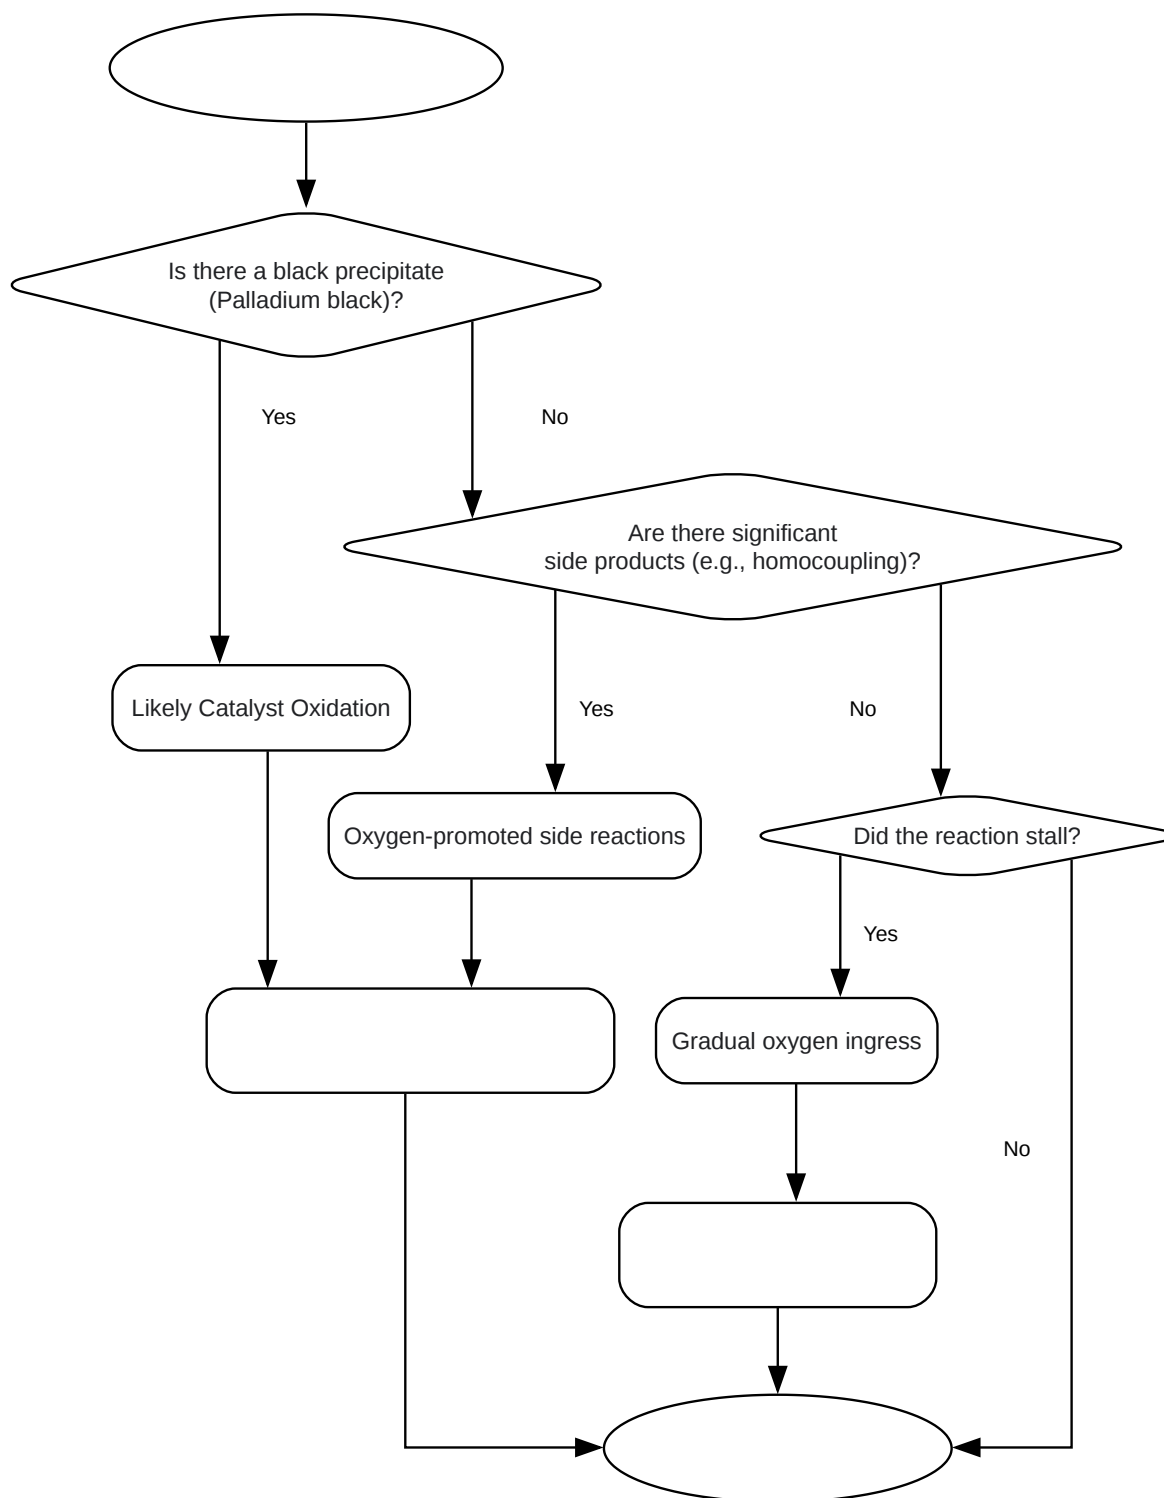 Is there a black precipitate
(Palladium black)?
Yes
No
Are there significant
side products (e.g., homocoupling)?
Likely Catalyst Oxidation
Yes
No
Oxygen-promoted side reactions
Did the reaction stall?
Yes
Gradual oxygen ingress
No